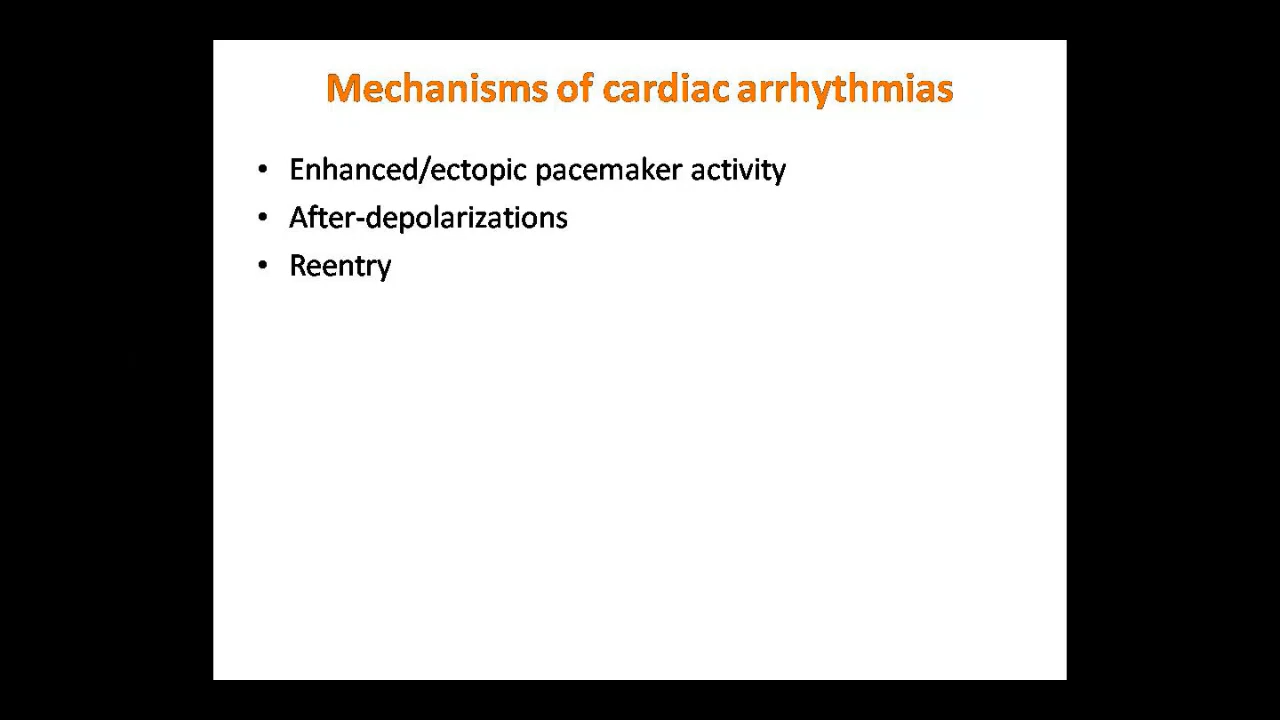 Mechanisms of cardiac arrhythmias
• Enhanced/ectopic pacemaker activity
• After-depolarizations
• Reentry